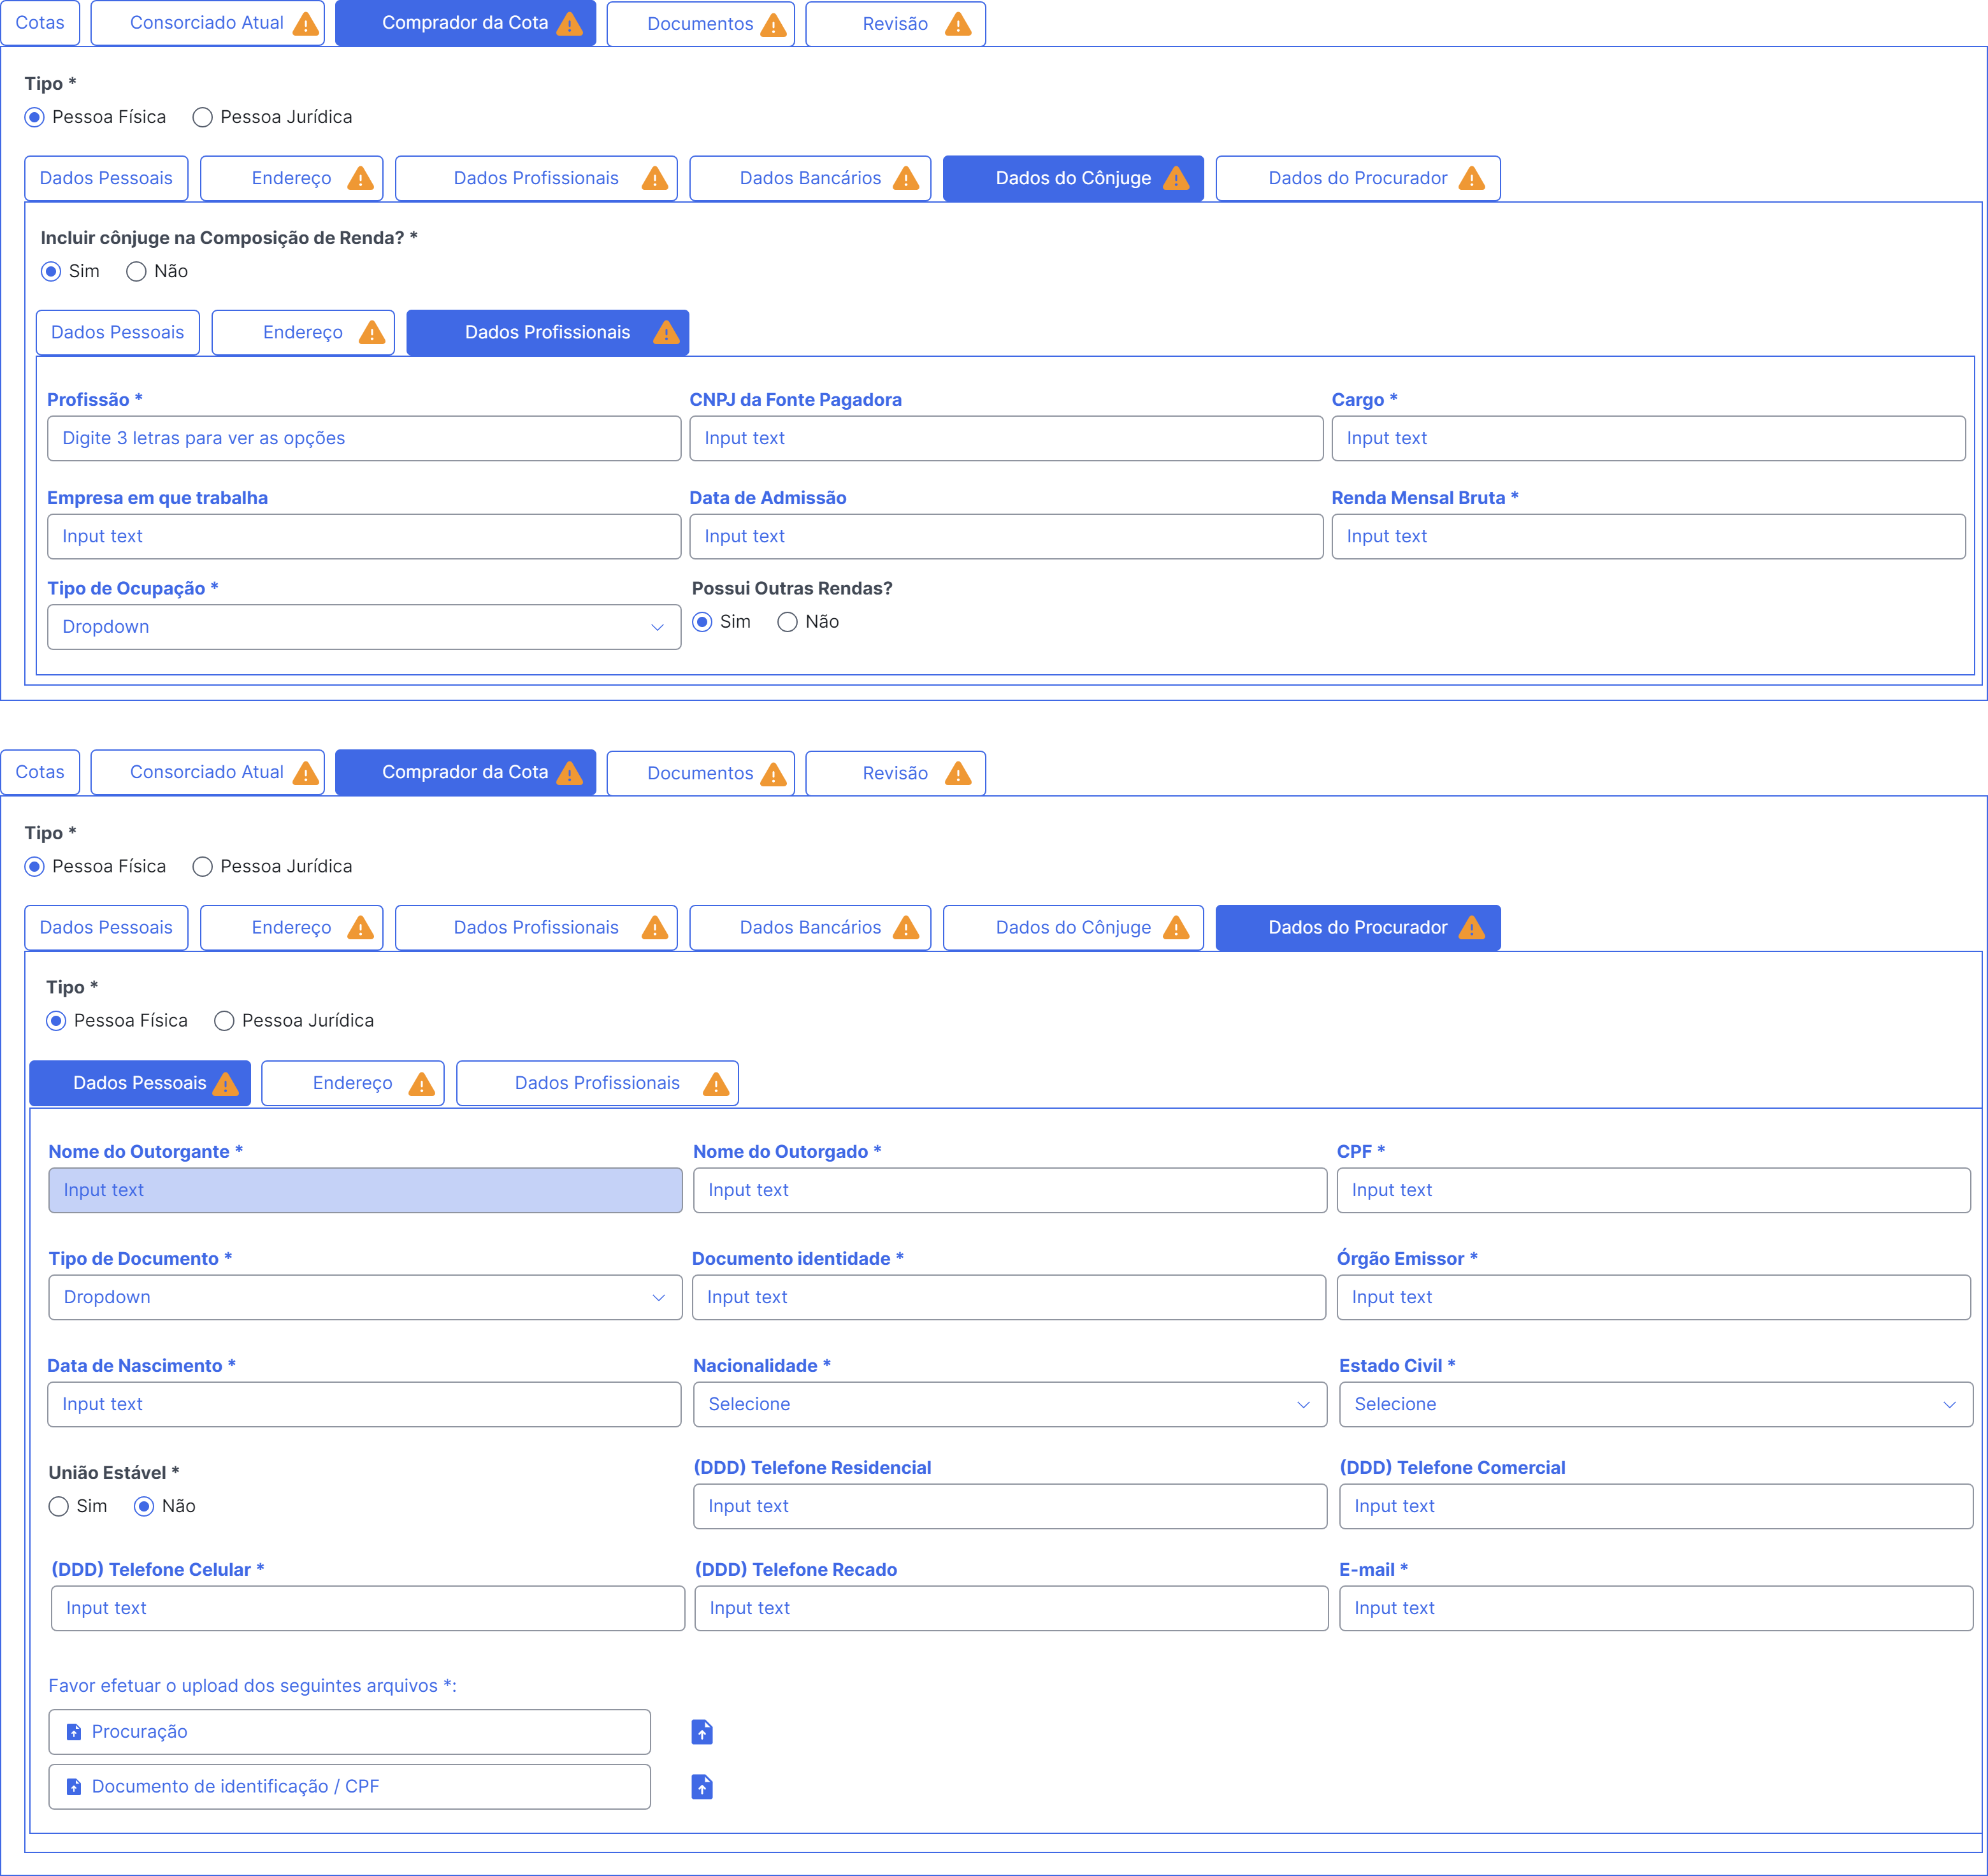 Cotas Consorciado Atual Comprador da Cota Documentos Revisão
Tipo *
Pessoa Física Pessoa Jurídica
Dados Pessoais Endereço Dados Profissionais Dados Bancários Dados do Cônjuge Dados do Procurador
Incluir cônjuge na Composição de Renda? *
Sim Não
Dados Pessoais Endereço Dados Profissionais
Profissão * CNPJ da Fonte Pagadora Cargo *
Digite 3 letras para ver as opções Input text Input text
Empresa em que trabalha Data de Admissão Renda Mensal Bruta *
Input text Input text Input text
Tipo de Ocupação * Possui Outras Rendas?
Dropdown Sim Não
Cotas Consorciado Atual Comprador da Cota Documentos Revisão
Tipo *
Pessoa Física Pessoa Jurídica
Dados Pessoais Endereço Dados Profissionais Dados Bancários Dados do Cônjuge Dados do Procurador
Tipo *
Pessoa Física Pessoa Jurídica
Dados Pessoais Endereço Dados Profissionais
Nome do Outorgante * Nome do Outorgado * CPF *
Input text Input text Input text
Tipo de Documento * Documento identidade * Órgão Emissor *
Dropdown Input text Input text
Data de Nascimento * Nacionalidade * Estado Civil *
Input text Selecione Selecione
União Estável * (DDD) Telefone Residencial (DDD) Telefone Comercial
Sim Não Input text Input text
(DDD) Telefone Celular * (DDD) Telefone Recado E-mail *
Input text Input text Input text
Favor efetuar o upload dos seguintes arquivos *:
Procuração
Documento de identificação / CPF